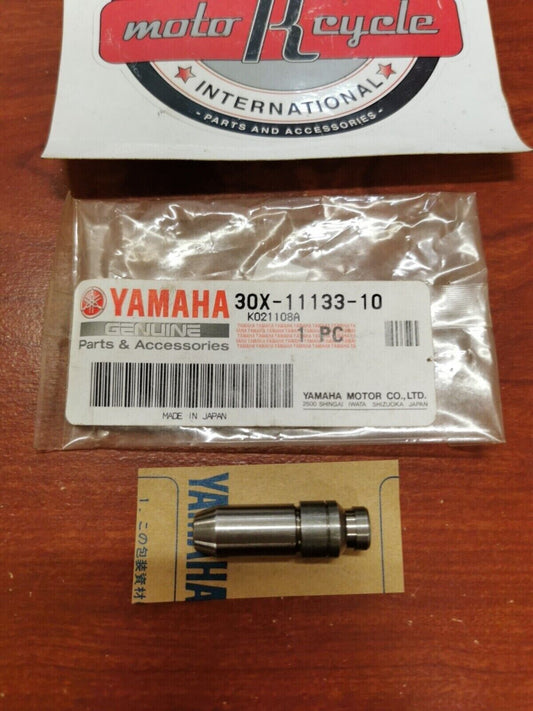 moto K cycle
INTERNATIONAL
- PARTS AND ACCESSORIES -
YAMAHA 30X-11133-10
K021108A
GENUINE
1 PC
Parts & Accessories
YAMAHA MOTOR CO., LTD.
2500 SHINGAI IWATA SHIZUOKA JAPAN
MADE IN JAPAN
YAMAHA
1. この包装資材